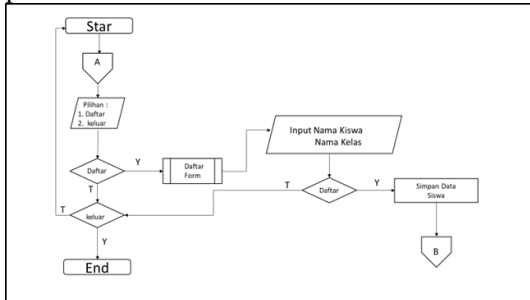 Star
A
Pilihan :
1. Daftar
2. keluar
Daftar
Y
T
Daftar
Form
Input Nama Kiswa
Nama Kelas
Daftar
T
Y
Simpan Data
Siswa
B
keluar
T
Y
End